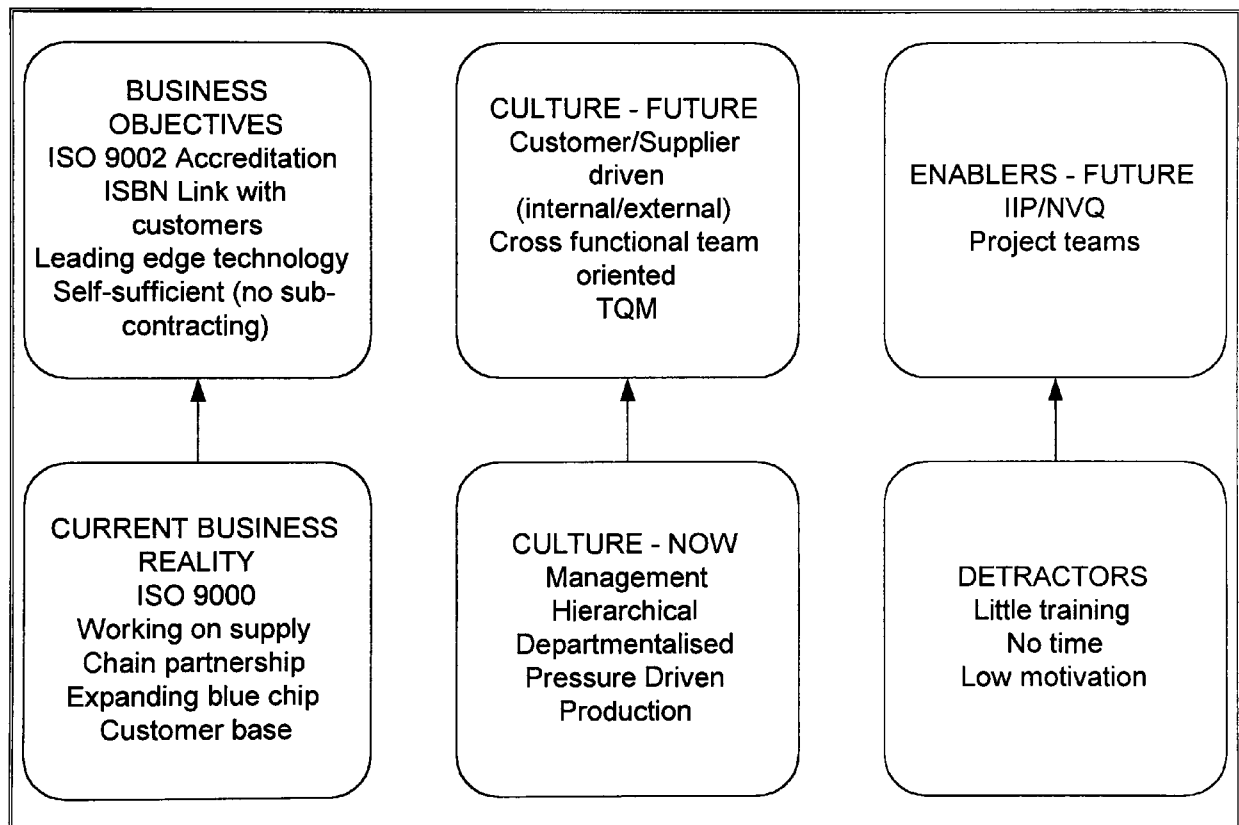 BUSINESS
OBJECTIVES
ISO 9002 Accreditation
ISBN Link with
customers
Leading edge technology
Self-sufficient (no sub-
contracting)
CULTURE - FUTURE
Customer/Supplier
driven
(internal/external)
Cross functional team
oriented
TQM
ENABLERS - FUTURE
IIP/NVQ
Project teams
CURRENT BUSINESS
REALITY
ISO 9000
Working on supply
Chain partnership
Expanding blue chip
Customer base
CULTURE - NOW
Management
Hierarchical
Departmentalised
Pressure Driven
Production
DETRACTORS
Little training
No time
Low motivation